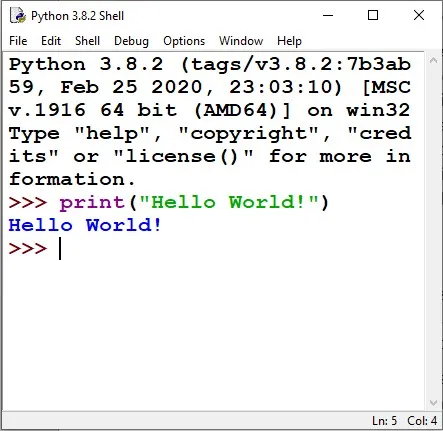 Python 3.8.2 Shell
File Edit Shell Debug Options Window Help
Python 3.8.2 (tags/v3.8.2:7b3ab
59, Feb 25 2020, 23:03:10) [MSC
v.1916 64 bit (AMD64)] on win32
Type "help", "copyright", "cred
its" or "license()" for more in
formation.
>>> print("Hello World!")
Hello World!
>>>
Ln: 5 Col: 4